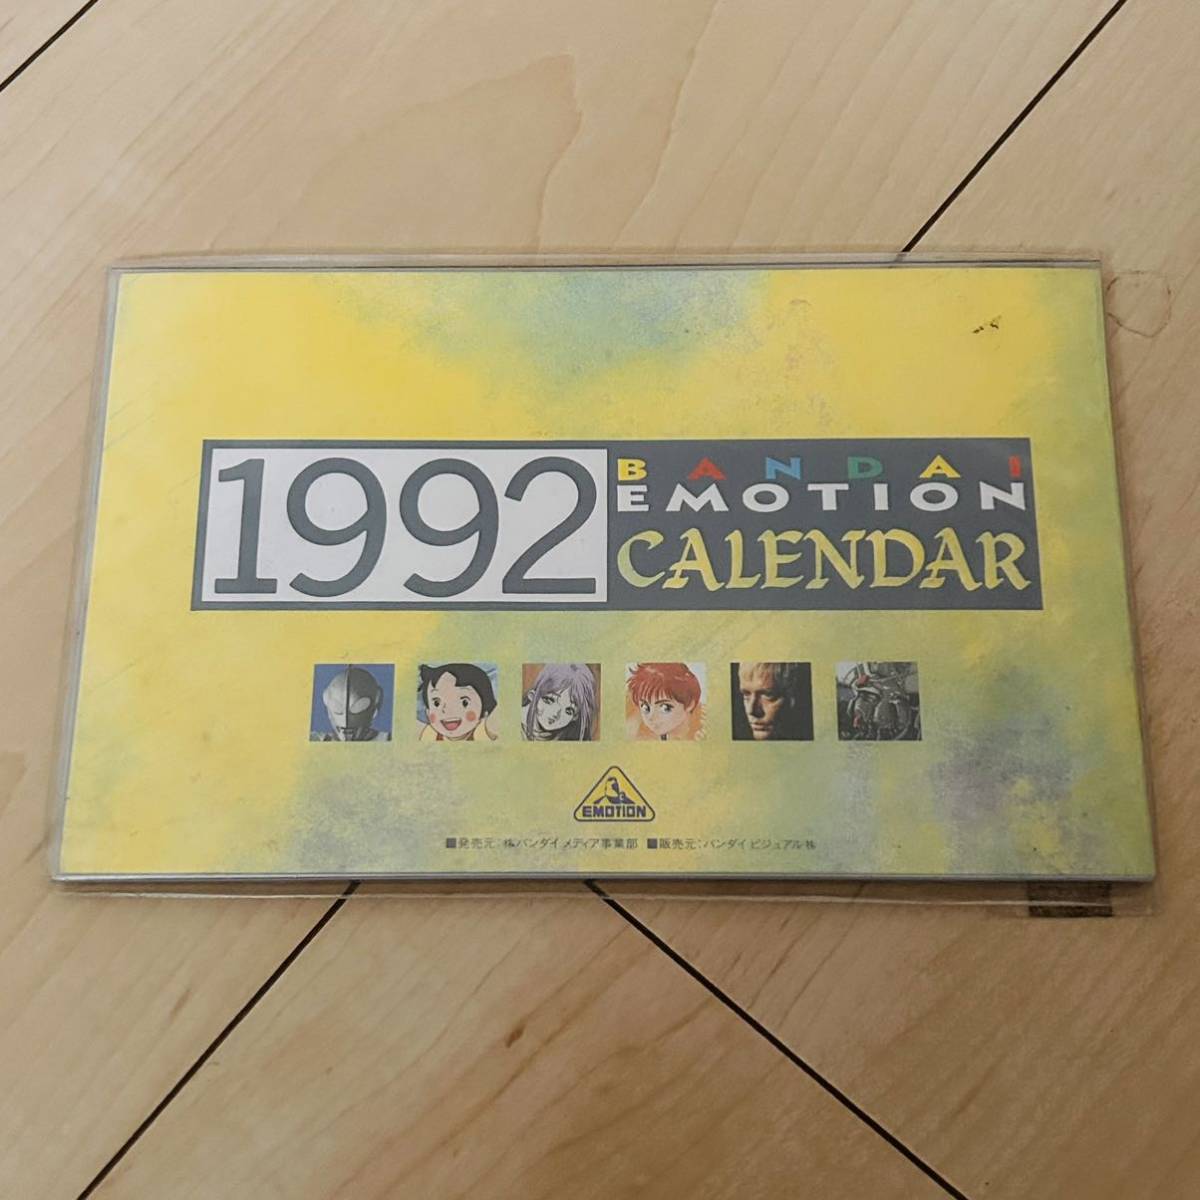 1992
BANDAI
EMOTION
CALENDAR
EMOTION
■発売元：㈱バンダイ メディア事業部 ■販売元：バンダイビジュアル㈱